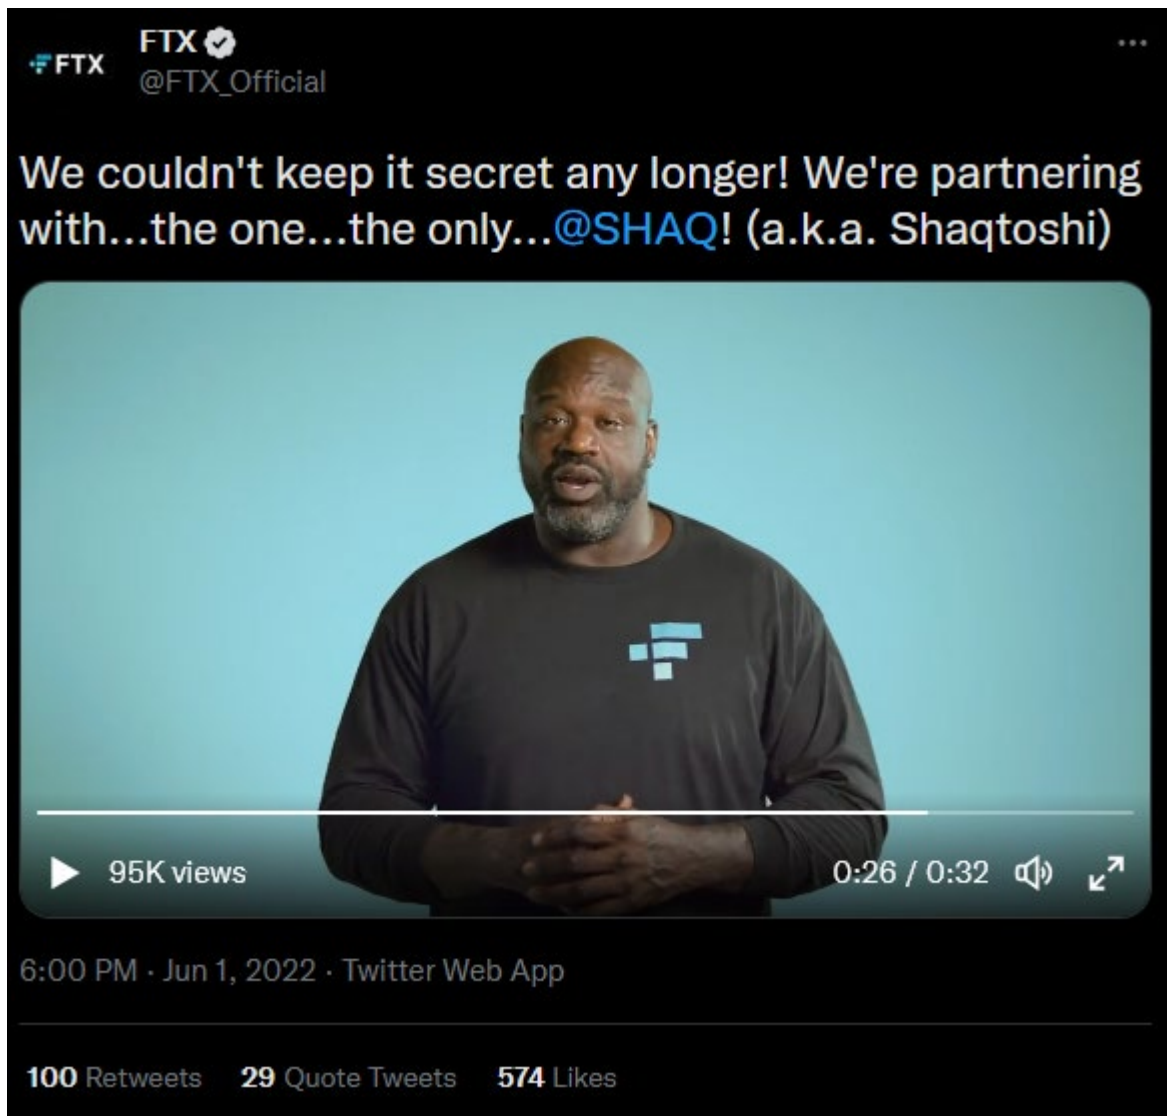 FTX
FTX
@FTX_Official
We couldn't keep it secret any longer! We're partnering
with...the one...the only...@SHAQ! (a.k.a. Shaqtoshi)
95K views
0:26 / 0:32
6:00 PM · Jun 1, 2022 · Twitter Web App
100 Retweets 29 Quote Tweets 574 Likes